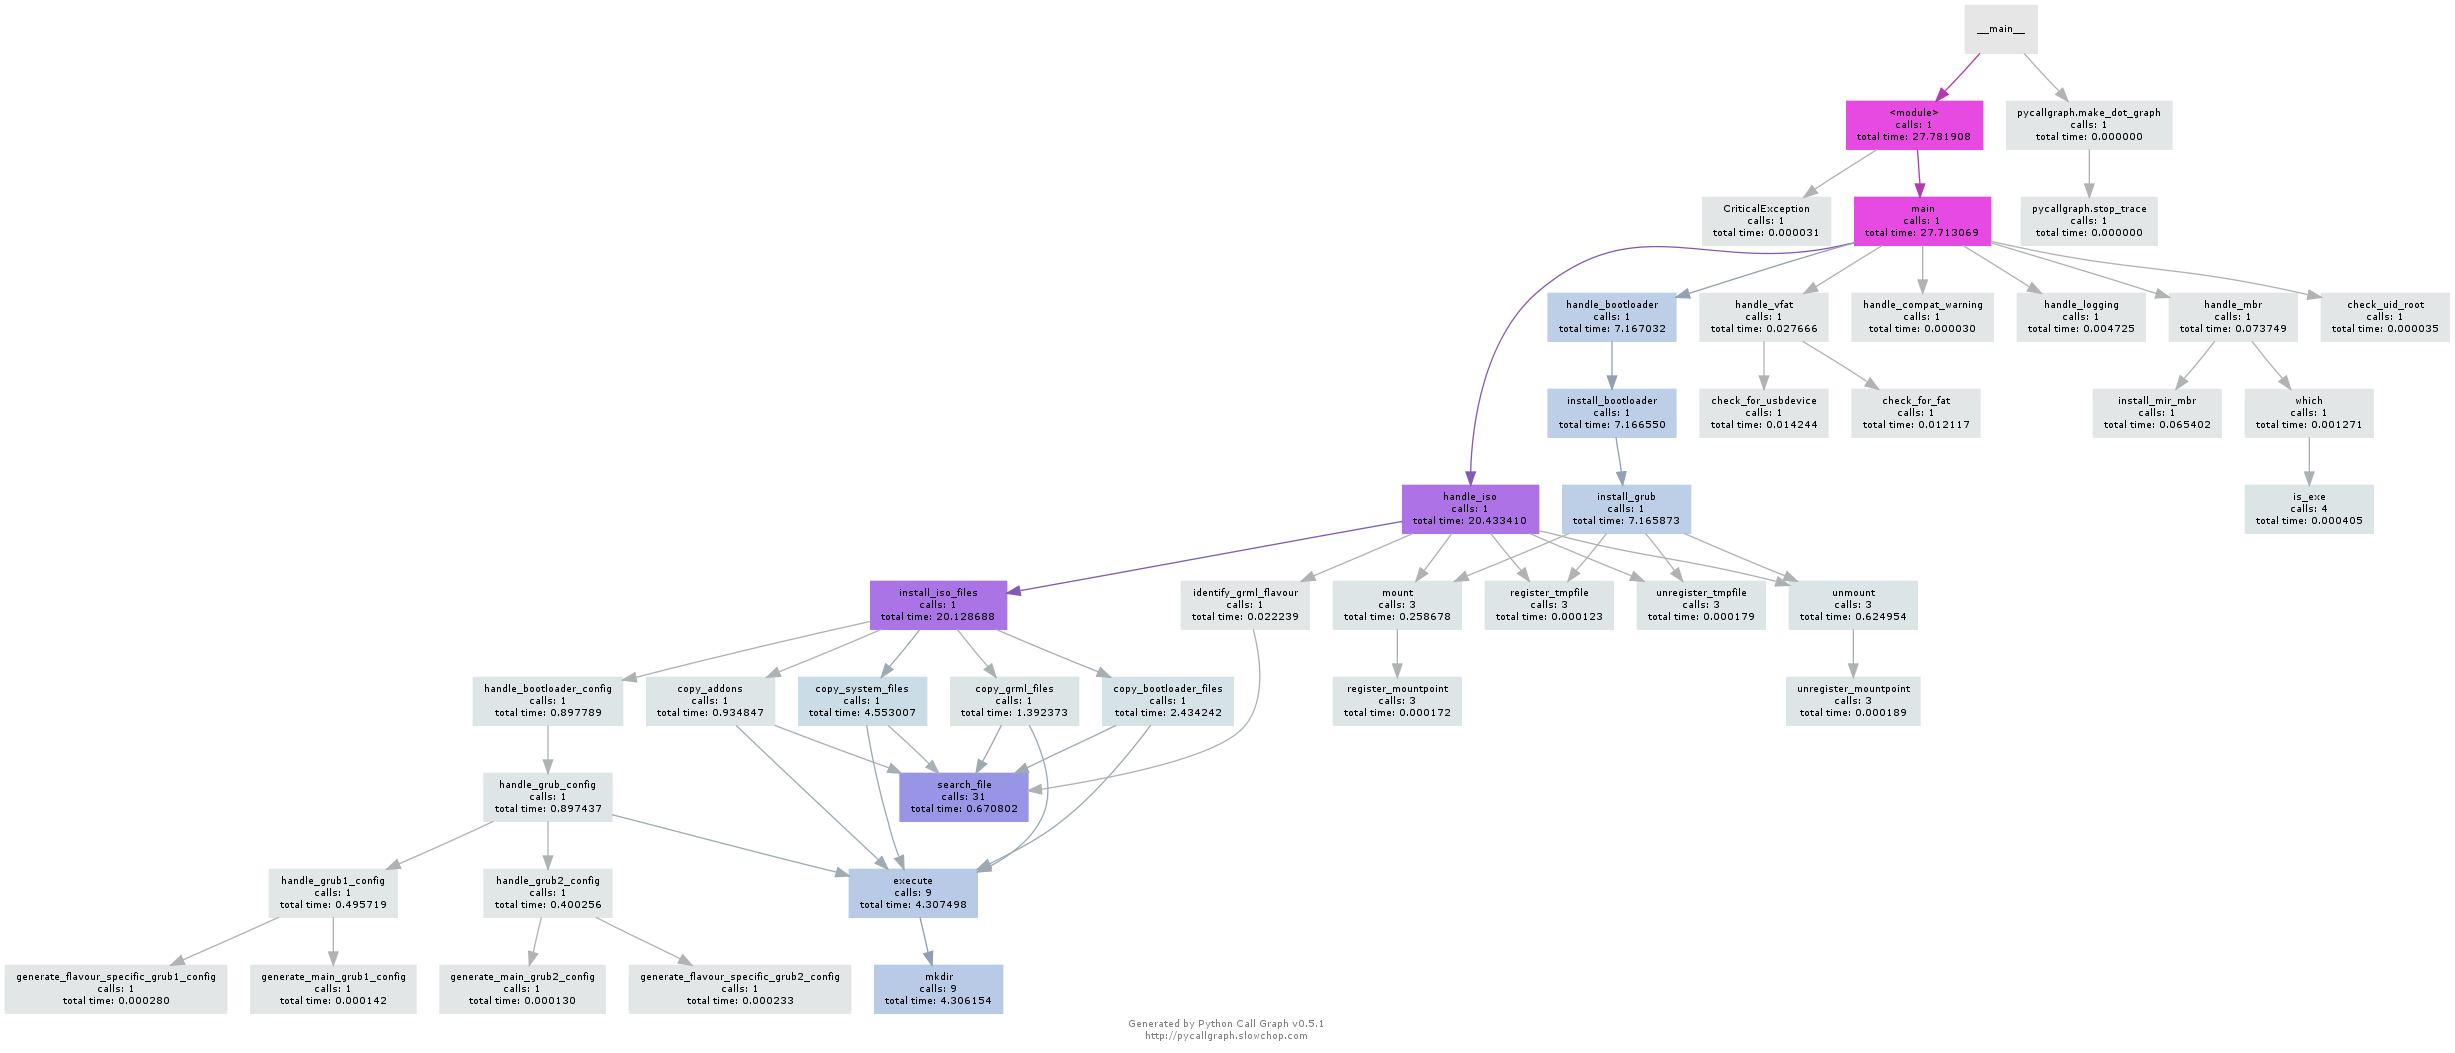 __main__
<module>
calls: 1
total time: 27.781908
pycallgraph.make_dot_graph
calls: 1
total time: 0.000000
CriticalException
calls: 1
total time: 0.000031
main
calls: 1
total time: 27.713069
pycallgraph.stop_trace
calls: 1
total time: 0.000000
handle_bootloader
calls: 1
total time: 7.167032
handle_vfat
calls: 1
total time: 0.027666
handle_compat_warning
calls: 1
total time: 0.000030
handle_logging
calls: 1
total time: 0.004725
handle_mbr
calls: 1
total time: 0.073749
check_uid_root
calls: 1
total time: 0.000035
install_bootloader
calls: 1
total time: 7.166550
check_for_usbdevice
calls: 1
total time: 0.014244
check_for_fat
calls: 1
total time: 0.012117
install_mir_mbr
calls: 1
total time: 0.065402
which
calls: 1
total time: 0.001271
handle_iso
calls: 1
total time: 20.433410
install_grub
calls: 1
total time: 7.165873
is_exe
calls: 4
total time: 0.000405
install_iso_files
calls: 1
total time: 20.128688
identify_grml_flavour
calls: 1
total time: 0.022239
mount
calls: 3
total time: 0.258678
register_tmpfile
calls: 3
total time: 0.000123
unregister_tmpfile
calls: 3
total time: 0.000179
unmount
calls: 3
total time: 0.624954
handle_bootloader_config
calls: 1
total time: 0.897789
copy_addons
calls: 1
total time: 0.934847
copy_system_files
calls: 1
total time: 4.553007
copy_grml_files
calls: 1
total time: 1.392373
copy_bootloader_files
calls: 1
total time: 2.434242
register_mountpoint
calls: 3
total time: 0.000172
unregister_mountpoint
calls: 3
total time: 0.000189
handle_grub_config
calls: 1
total time: 0.897437
search_file
calls: 31
total time: 0.670802
handle_grub1_config
calls: 1
total time: 0.495719
handle_grub2_config
calls: 1
total time: 0.400256
execute
calls: 9
total time: 4.307498
generate_flavour_specific_grub1_config
calls: 1
total time: 0.000280
generate_main_grub1_config
calls: 1
total time: 0.000142
generate_main_grub2_config
calls: 1
total time: 0.000130
generate_flavour_specific_grub2_config
calls: 1
total time: 0.000233
mkdir
calls: 9
total time: 4.306154
Generated by Python Call Graph v0.5.1
http://pycallgraph.slowchop.com